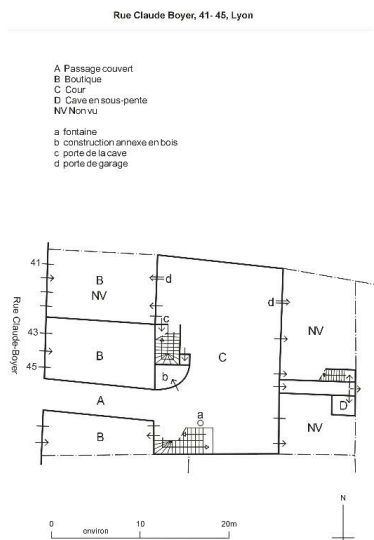 Rue Claude Boyer, 41- 45, Lyon
A Passage couvert
B Boutique
C Cour
D Cave en sous-pente
NV Non vu
a fontaine
b construction annexe en bois
c porte de la cave
d porte de garage
41
B
NV
d
d
Rue Claude-Boyer
43
c
NV
B
C
45
b
A
D
a
B
NV
N
0 10 20m
environ